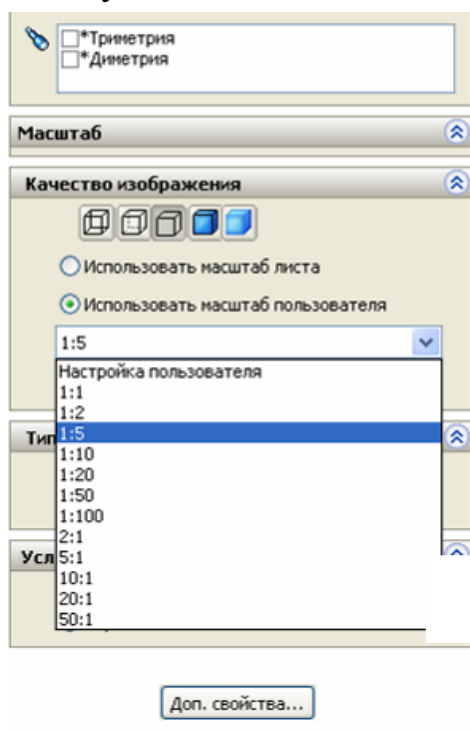 *Триметрия
*Диметрия
Масштаб
Качество изображения
Использовать масштаб листа
Использовать масштаб пользователя
1:5
Настройка пользователя
1:1
1:2
Тип
1:5
1:10
1:20
1:50
1:100
2:1
Усл
5:1
10:1
20:1
50:1
Доп. свойства...